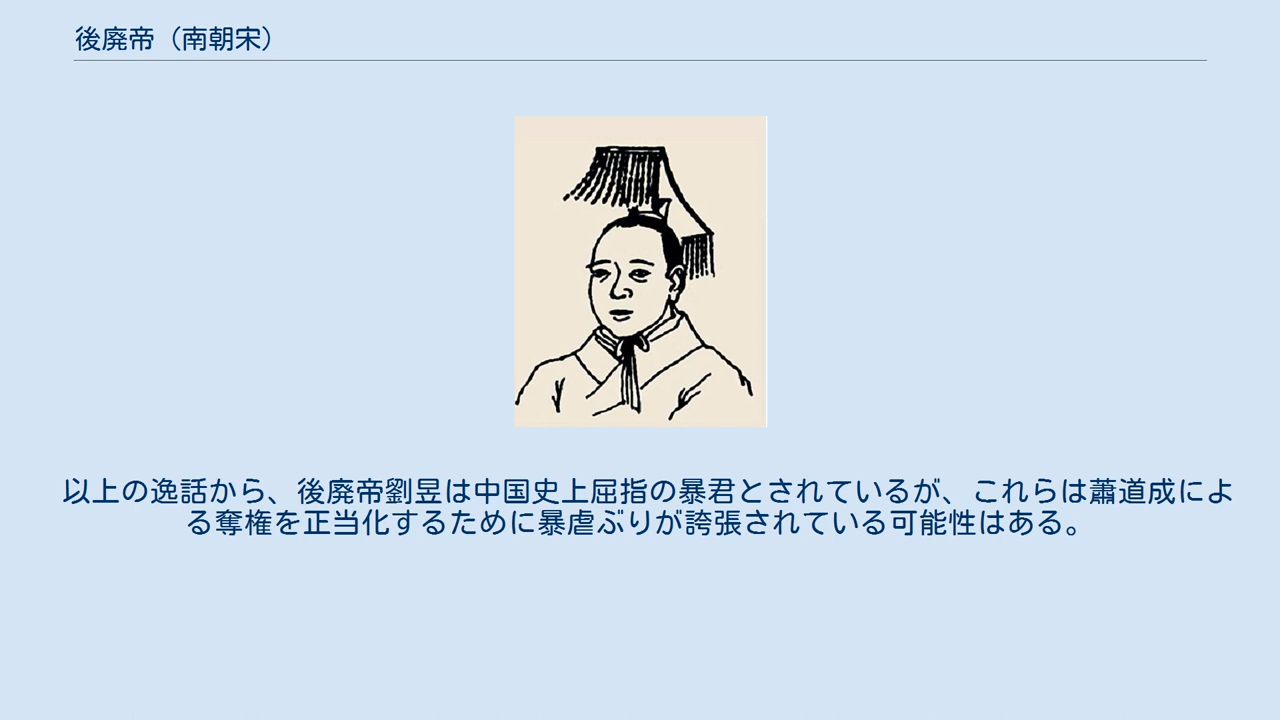 後廃帝（南朝宋）
以上の逸話から、後廃帝劉昱は中国史上屈指の暴君とされているが、これらは蕭道成によ
る奪権を正当化するために暴虐ぶりが誇張されている可能性はある。